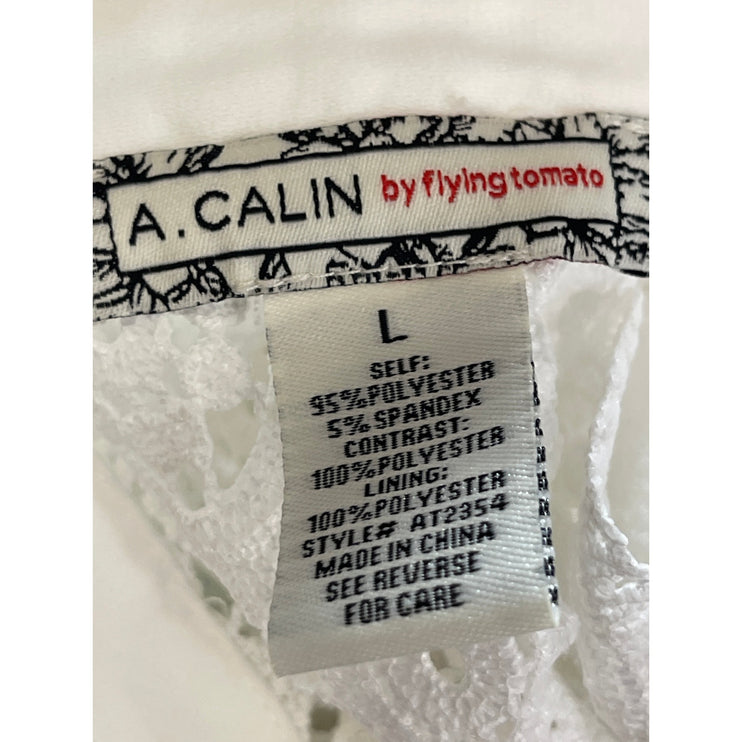 A.CALIN by flying tomato
L
SELF:
95%POLYESTER
5% SPANDEX
CONTRAST:
100%POLYESTER
LINING:
100%POLYESTER
STYLE# AT2354
MADE IN CHINA
SEE REVERSE
FOR CARE